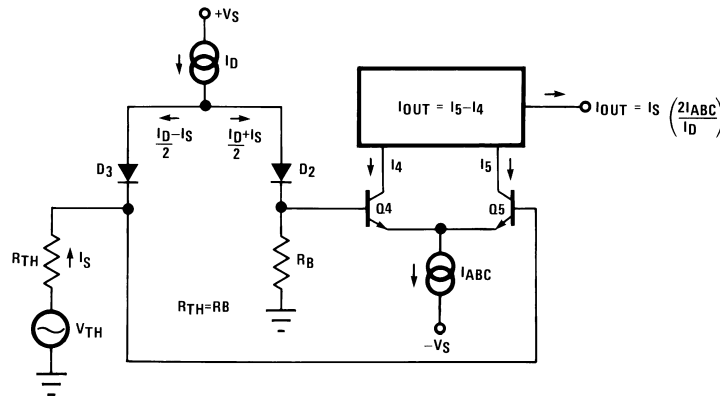 +VS
ID
ID/2 –IS
ID/2 +IS
IOUT = I5–I4
IOUT = IS (2IABC/ID)
D3
D2
I4
I5
Q4
Q5
RTH
IS
RB
IABC
RTH=RB
VTH
–VS